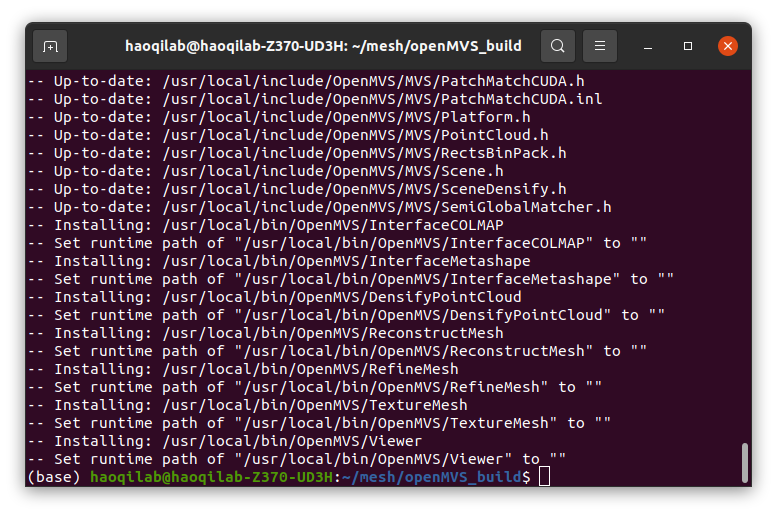 haoqilab@haoqilab-Z370-UD3H: ~/mesh/openMVS_build
-- Up-to-date: /usr/local/include/OpenMVS/MVS/PatchMatchCUDA.h
-- Up-to-date: /usr/local/include/OpenMVS/MVS/PatchMatchCUDA.inl
-- Up-to-date: /usr/local/include/OpenMVS/MVS/Platform.h
-- Up-to-date: /usr/local/include/OpenMVS/MVS/PointCloud.h
-- Up-to-date: /usr/local/include/OpenMVS/MVS/RectsBinPack.h
-- Up-to-date: /usr/local/include/OpenMVS/MVS/Scene.h
-- Up-to-date: /usr/local/include/OpenMVS/MVS/SceneDensify.h
-- Up-to-date: /usr/local/include/OpenMVS/MVS/SemiGlobalMatcher.h
-- Installing: /usr/local/bin/OpenMVS/InterfaceCOLMAP
-- Set runtime path of "/usr/local/bin/OpenMVS/InterfaceCOLMAP" to ""
-- Installing: /usr/local/bin/OpenMVS/InterfaceMetashape
-- Set runtime path of "/usr/local/bin/OpenMVS/InterfaceMetashape" to ""
-- Installing: /usr/local/bin/OpenMVS/DensifyPointCloud
-- Set runtime path of "/usr/local/bin/OpenMVS/DensifyPointCloud" to ""
-- Installing: /usr/local/bin/OpenMVS/ReconstructMesh
-- Set runtime path of "/usr/local/bin/OpenMVS/ReconstructMesh" to ""
-- Installing: /usr/local/bin/OpenMVS/RefineMesh
-- Set runtime path of "/usr/local/bin/OpenMVS/RefineMesh" to ""
-- Installing: /usr/local/bin/OpenMVS/TextureMesh
-- Set runtime path of "/usr/local/bin/OpenMVS/TextureMesh" to ""
-- Installing: /usr/local/bin/OpenMVS/Viewer
-- Set runtime path of "/usr/local/bin/OpenMVS/Viewer" to ""
(base) haoqilab@haoqilab-Z370-UD3H:~/mesh/openMVS_build$